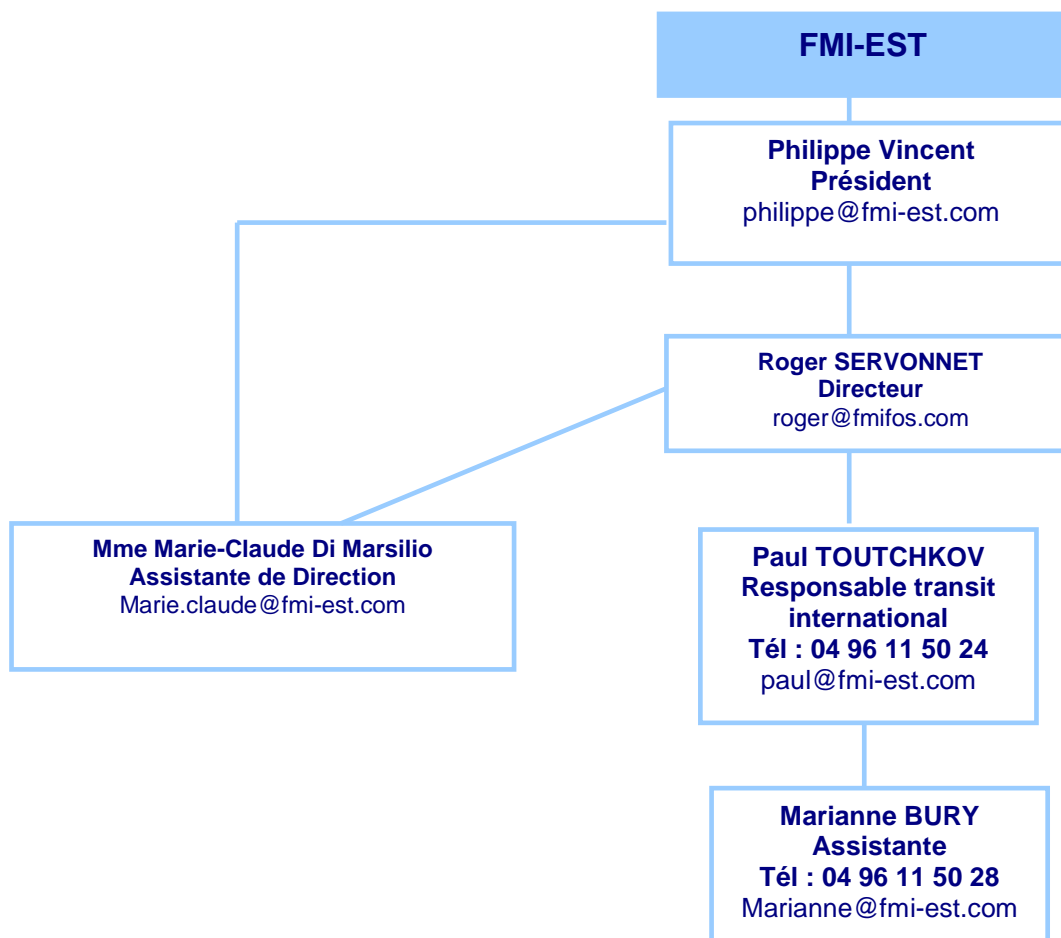 FMI-EST
Philippe Vincent
Président
philippe@fmi-est.com
Roger SERVONNET
Directeur
roger@fmifos.com
Mme Marie-Claude Di Marsilio
Assistante de Direction
Marie.claude@fmi-est.com
Paul TOUTCHKOV
Responsable transit
international
Tél : 04 96 11 50 24
paul@fmi-est.com
Marianne BURY
Assistante
Tél : 04 96 11 50 28
Marianne@fmi-est.com